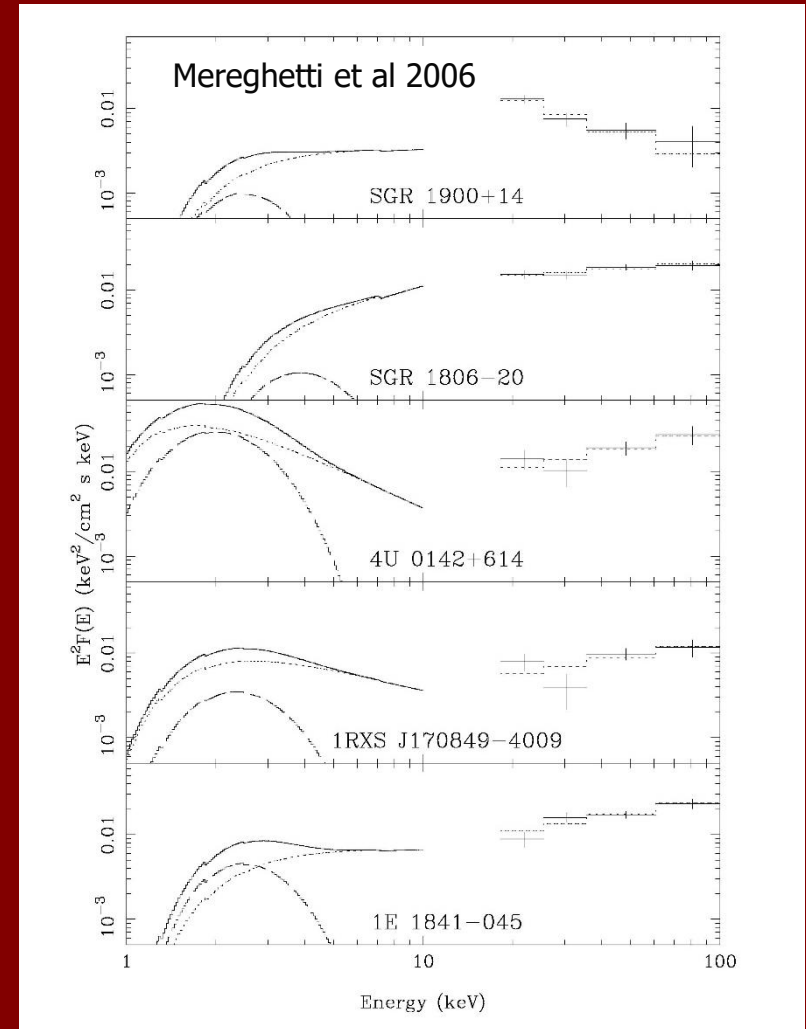 Mereghetti et al 2006
0.01
10⁻³
SGR 1900+14
0.01
10⁻³
SGR 1806−20
E²F(E) (keV²/cm² s keV)
0.01
10⁻³
4U 0142+614
0.01
10⁻³
1RXS J170849−4009
0.01
10⁻³
1E 1841−045
1 10 100
Energy (keV)